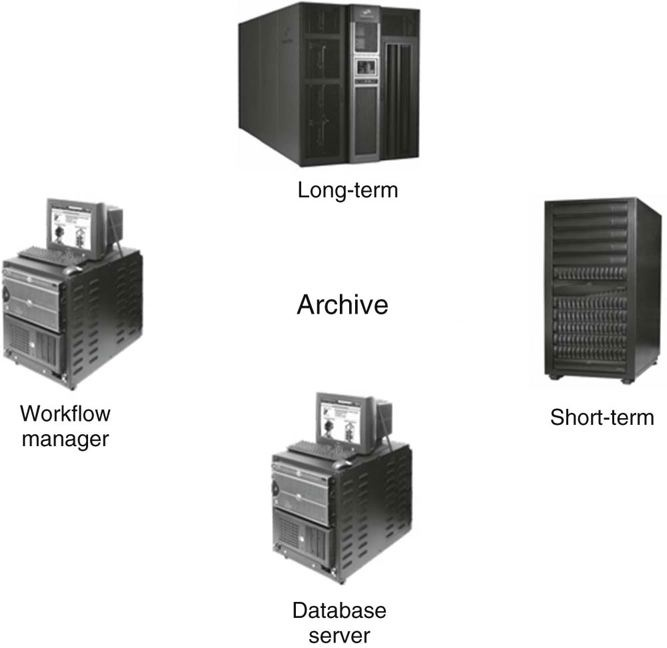 Long-term
Archive
Workflow
manager
Short-term
Database
server